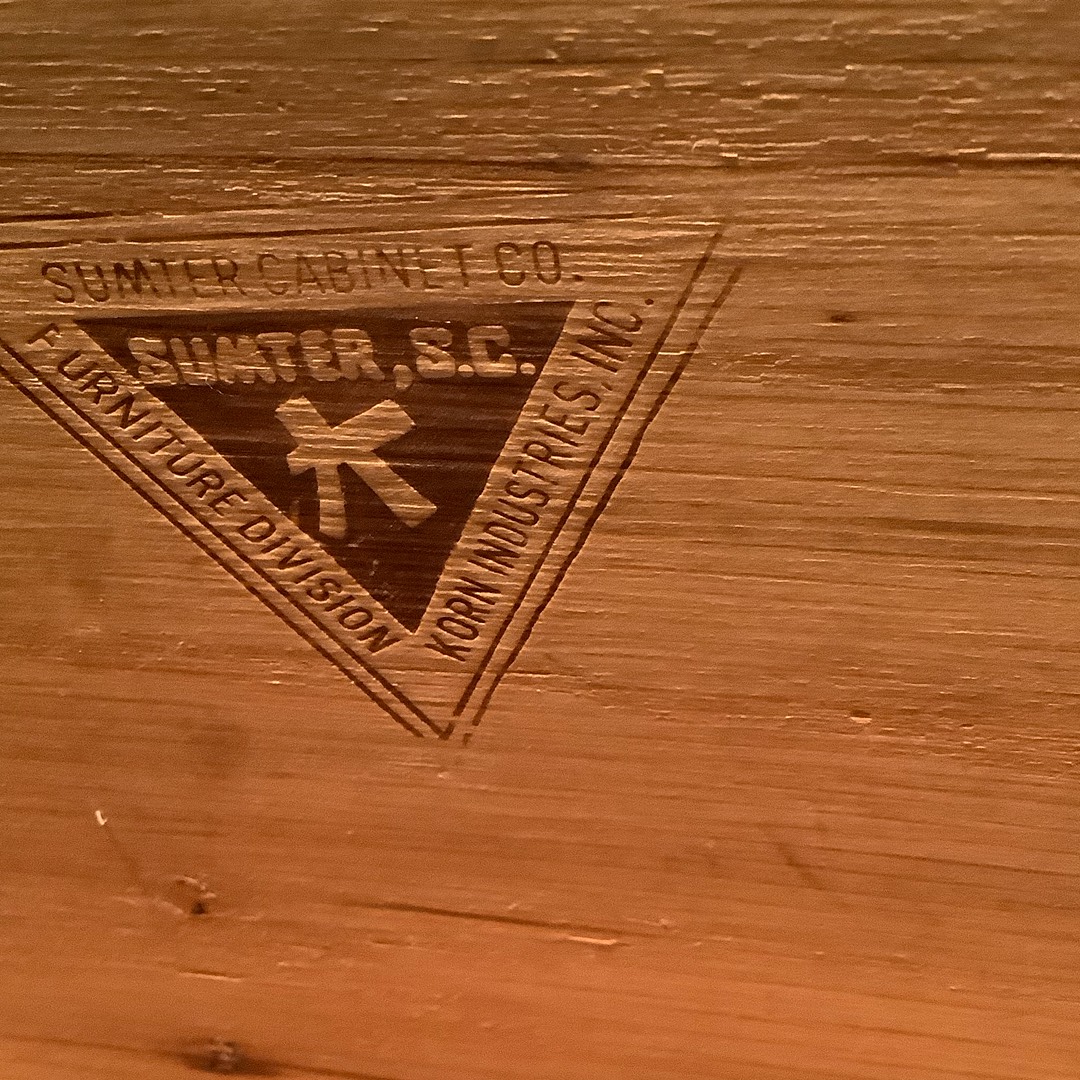 SUMTER CABINET CO.
SUMTER, S.C.
K
FURNITURE DIVISION
KORN INDUSTRIES, INC.